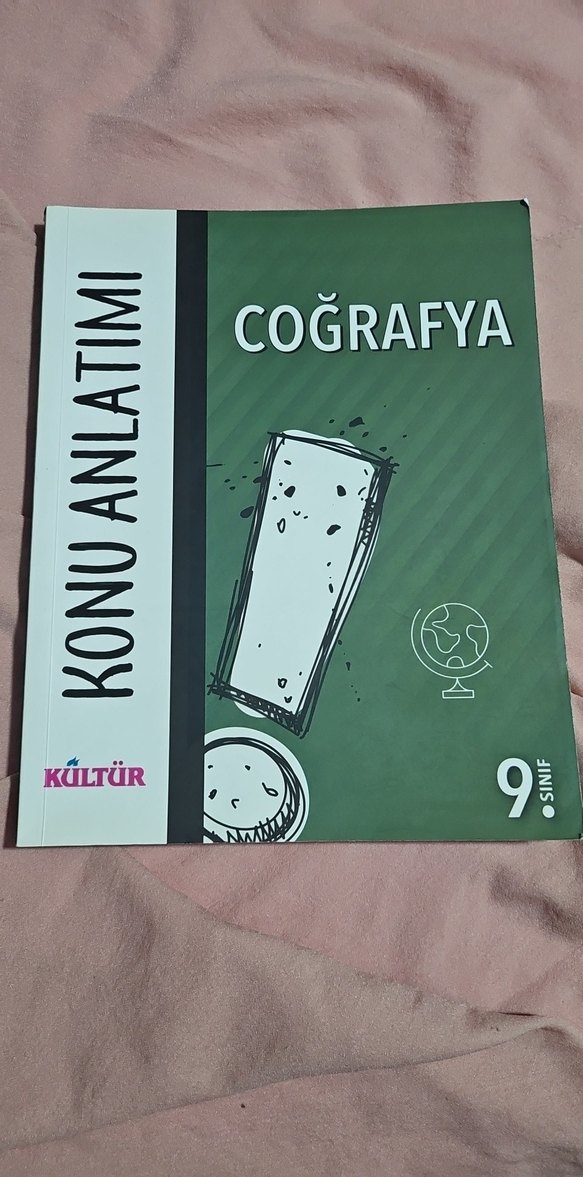 KONU ANLATIMI
COĞRAFYA
KÜLTÜR
9. SINIF